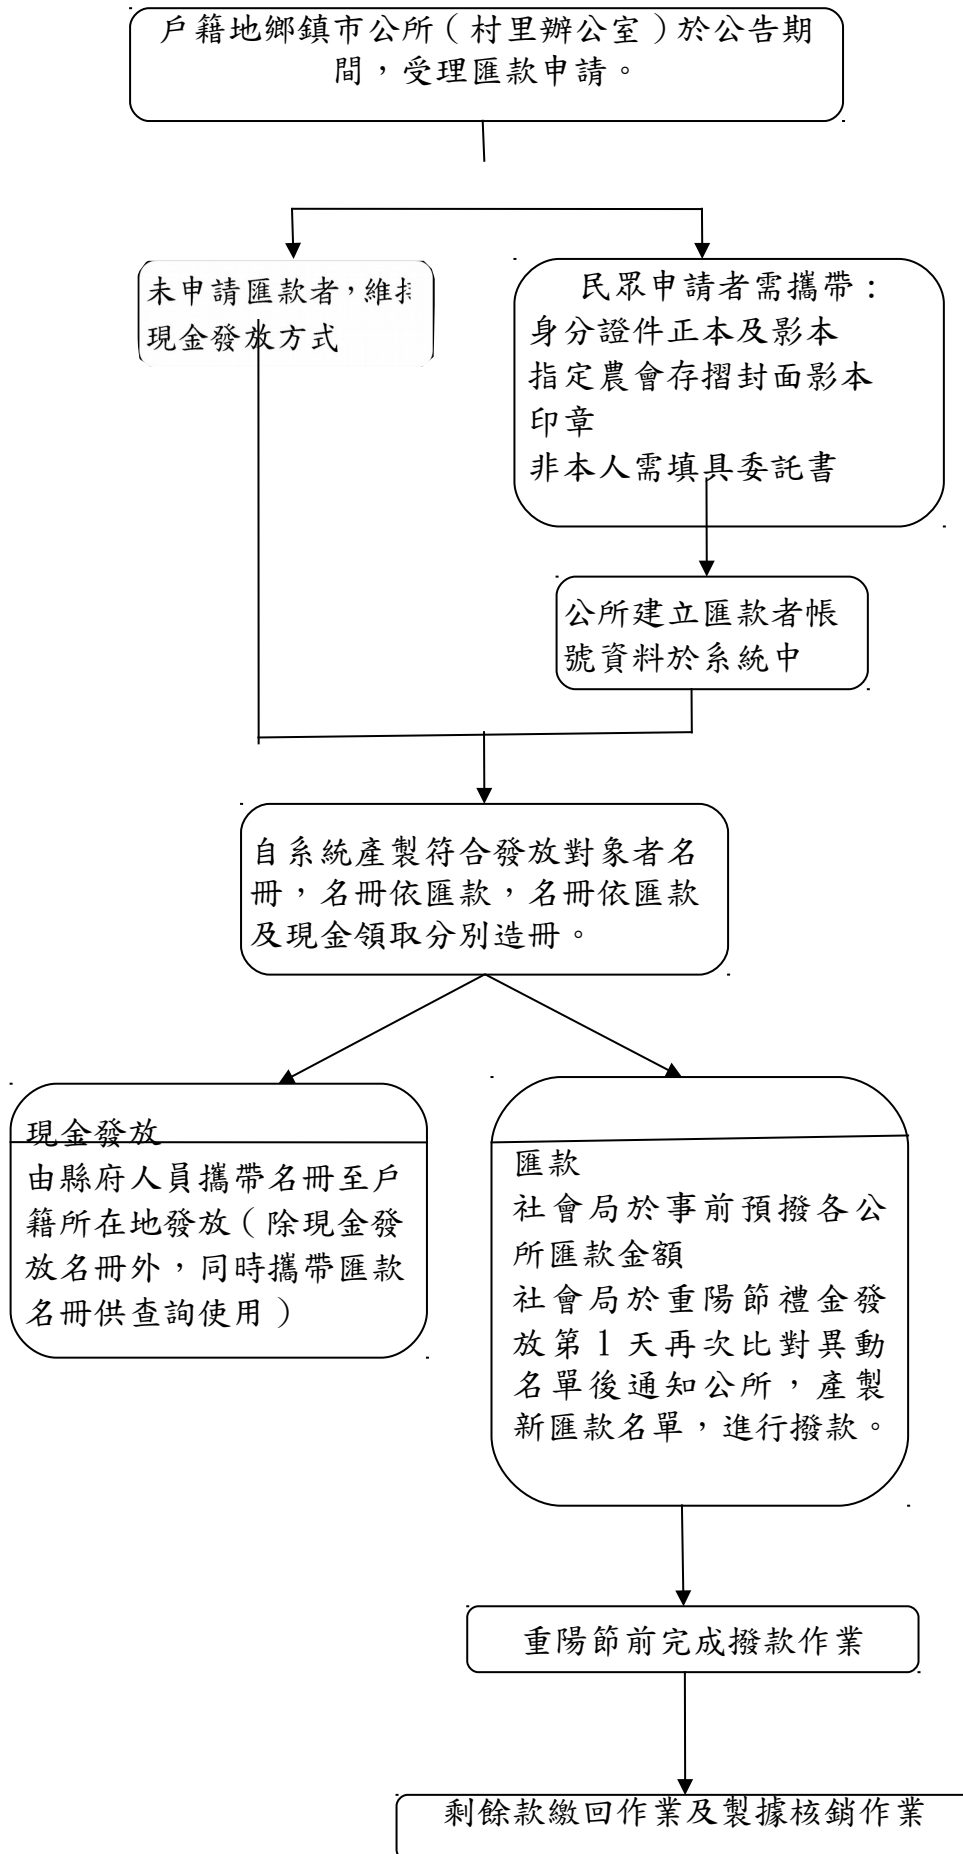 戶籍地鄉鎮市公所（村里辦公室）於公告期
間，受理匯款申請。
未申請匯款者，維
現金發放方式
民眾申請者需攜帶：
身分證件正本及影本
指定農會存摺封面影本
印章
非本人需填具委託書
公所建立匯款者帳
號資料於系統中
自系統產製符合發放對象者名
冊，名冊依匯款，名冊依匯款
及現金領取分別造冊。
現金發放
由縣府人員攜帶名冊至戶
籍所在地發放（除現金發
放名冊外，同時攜帶匯款
名冊供查詢使用）
匯款
社會局於事前預撥各公
所匯款金額
社會局於重陽節禮金發
放第1天再次比對異動
名單後通知公所，產製
新匯款名單，進行撥款。
重陽節前完成撥款作業
剩餘款繳回作業及製據核銷作業